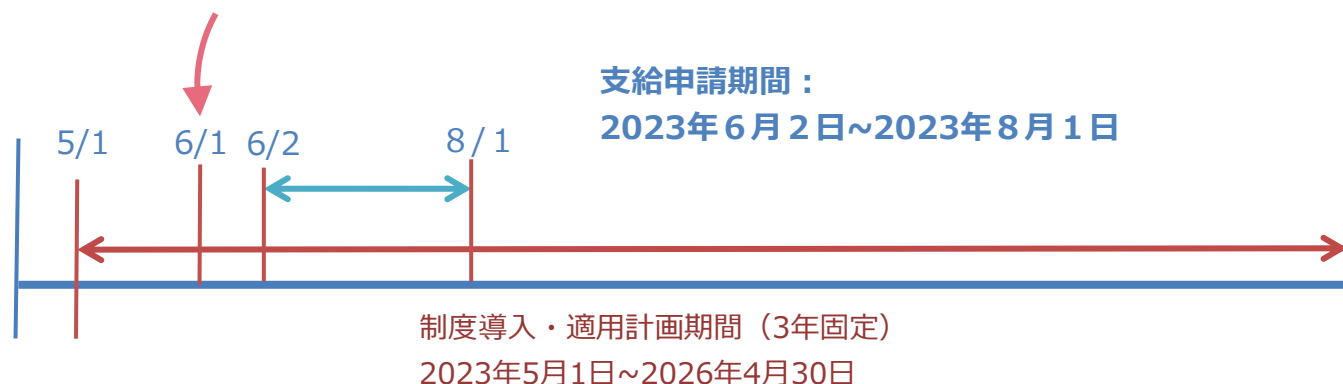 支給申請期間：
2023年６月２日~2023年８月１日
5/1 6/1 6/2 8/1
制度導入・適用計画期間（3年固定）
2023年5月1日~2026年4月30日